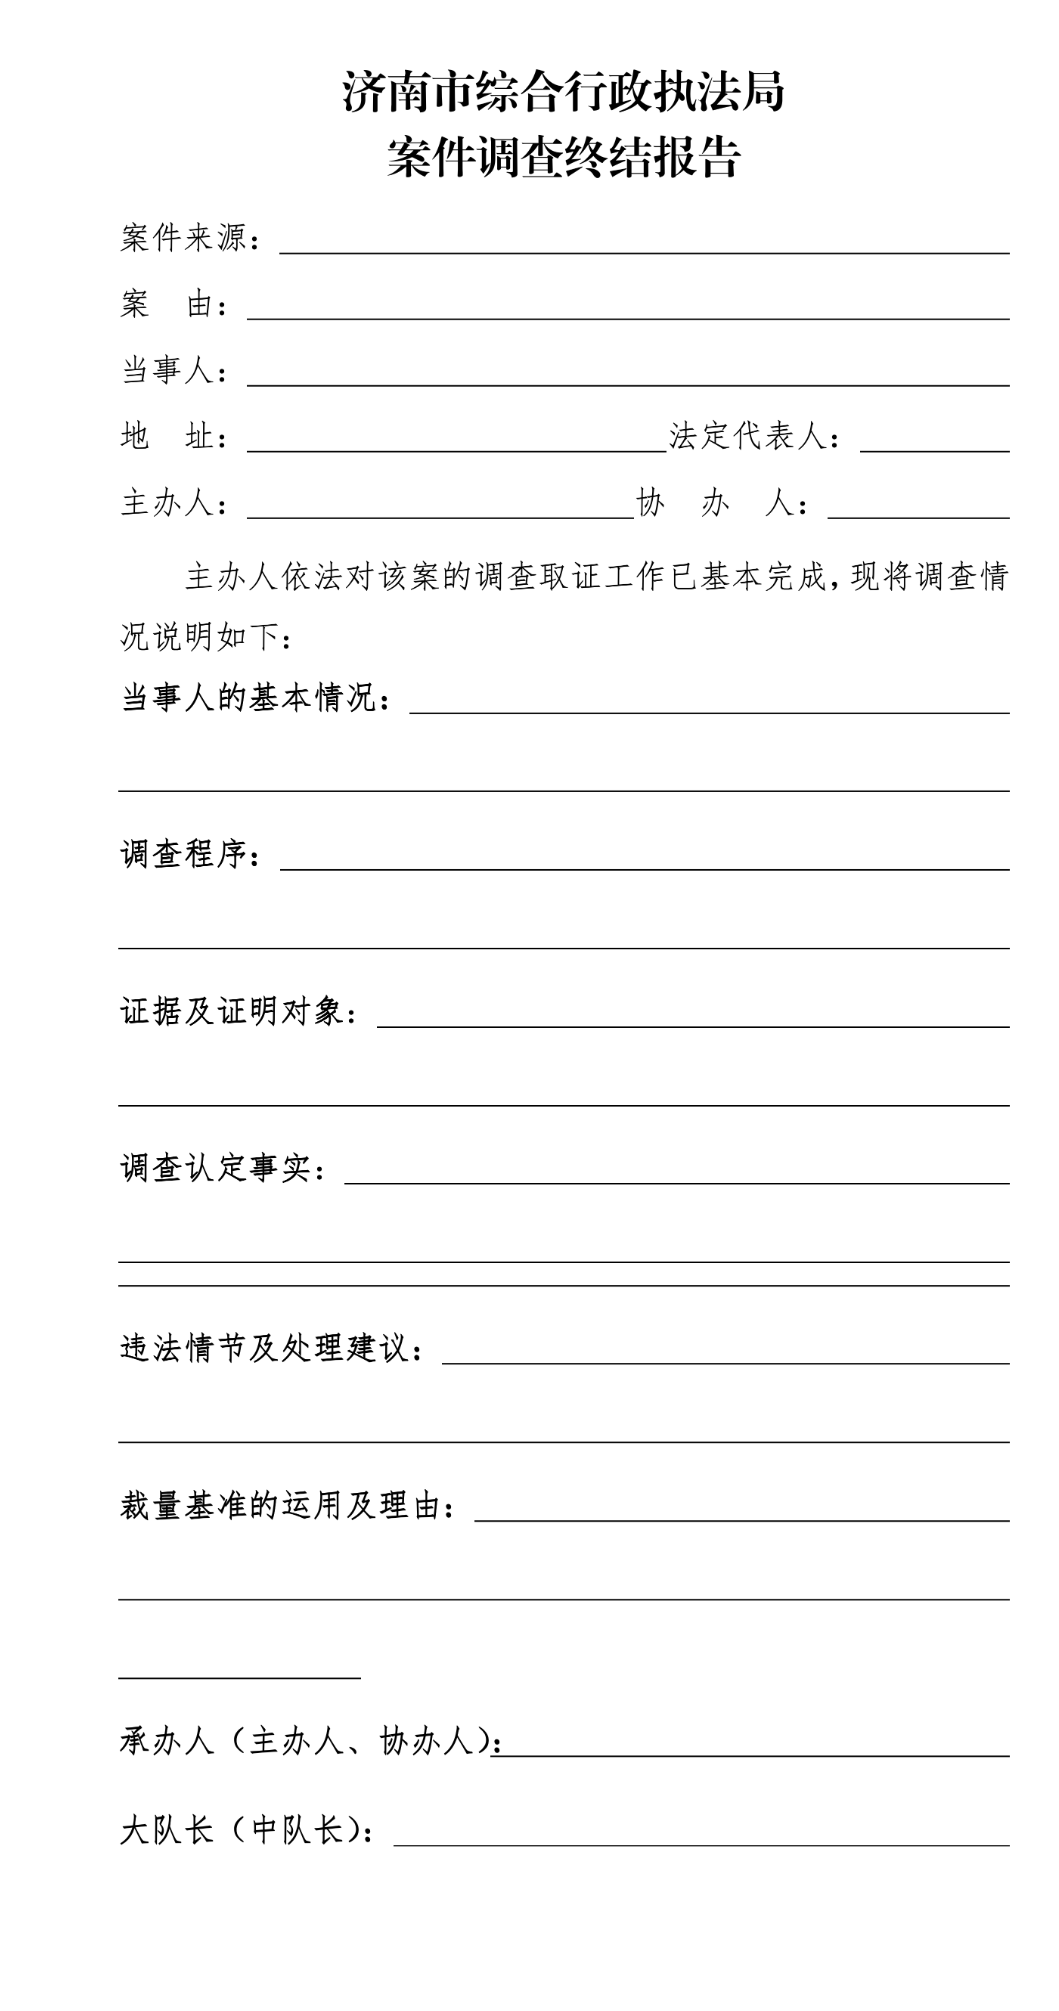 济南市综合行政执法局
案件调查终结报告
案件来源：
案　由：
当事人：
地　址：法定代表人：
主办人：协　办　人：
主办人依法对该案的调查取证工作已基本完成，现将调查情
况说明如下：
当事人的基本情况：
调查程序：
证据及证明对象：
调查认定事实：
违法情节及处理建议：
裁量基准的运用及理由：
承办人（主办人、协办人）：
大队长（中队长）：